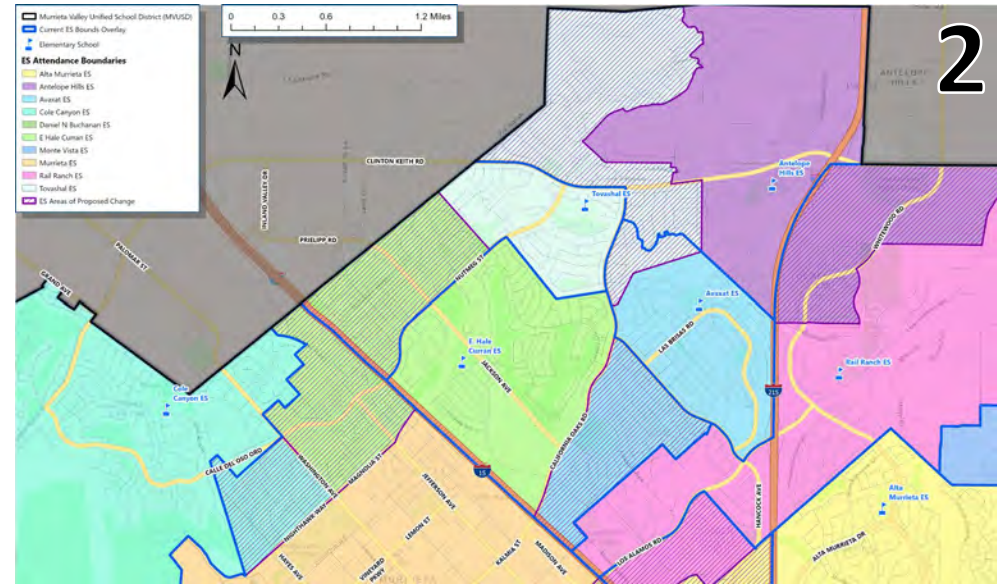 Murrieta Valley Unified School District (MVUSD)
Current ES Bounds Overlay
Elementary School
ES Attendance Boundaries
Alta Murrieta ES
Antelope Hills ES
Avaxat ES
Cole Canyon ES
Daniel N Buchanan ES
E Hale Curran ES
Monte Vista ES
Murrieta ES
Rail Ranch ES
Tovashal ES
ES Areas of Proposed Change
0 0.3 0.6 1.2 Miles
N
2
ANTELOPE
HILLS
CLINTON KEITH RD
INLAND VALLEY DR
PRIELIPP RD
PALOMAR ST
GRAND AVE
Antelope
Hills ES
Tovashal ES
WHITEWOOD RD
NUTMEG ST
Avaxat ES
LAS BRISAS RD
E. Hale
Curran ES
JACKSON AVE
Rail Ranch ES
215
Cole
Canyon ES
CALIFORNIA OAKS RD
CALLE DEL OSO ORO
WASHINGTON AVE
MAGNOLIA ST
15
NIGHTHAWK WAY
JEFFERSON AVE
HANCOCK AVE
Alta
Murrieta ES
LEMON ST
LOS ALAMOS RD
ALTA MURRIETA DR
HAYES AVE
VINEYARD
PKWY
KALMIA ST
MADISON AVE
MURRIETA